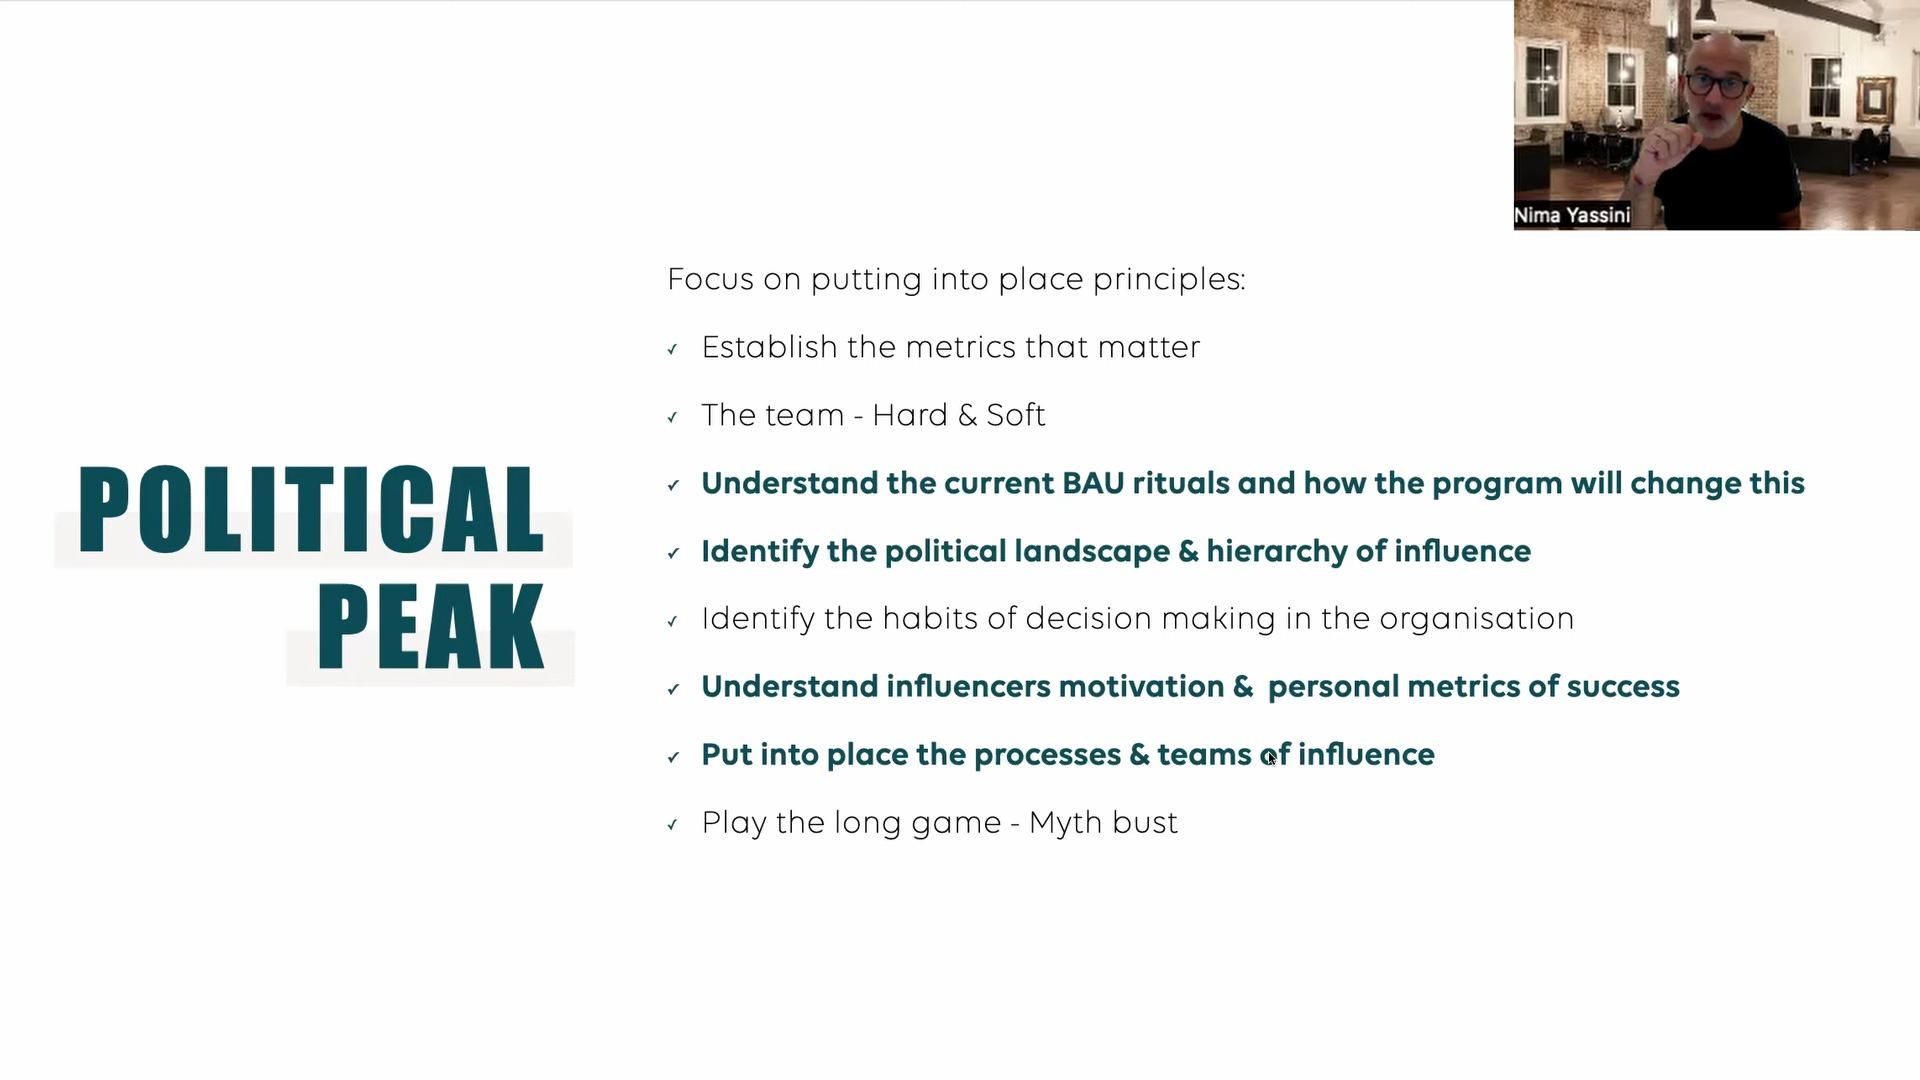 Nima Yassini
POLITICAL
PEAK
Focus on putting into place principles:
✓ Establish the metrics that matter
✓ The team - Hard & Soft
✓ Understand the current BAU rituals and how the program will change this
✓ Identify the political landscape & hierarchy of influence
✓ Identify the habits of decision making in the organisation
✓ Understand influencers motivation &  personal metrics of success
✓ Put into place the processes & teams of influence
✓ Play the long game - Myth bust